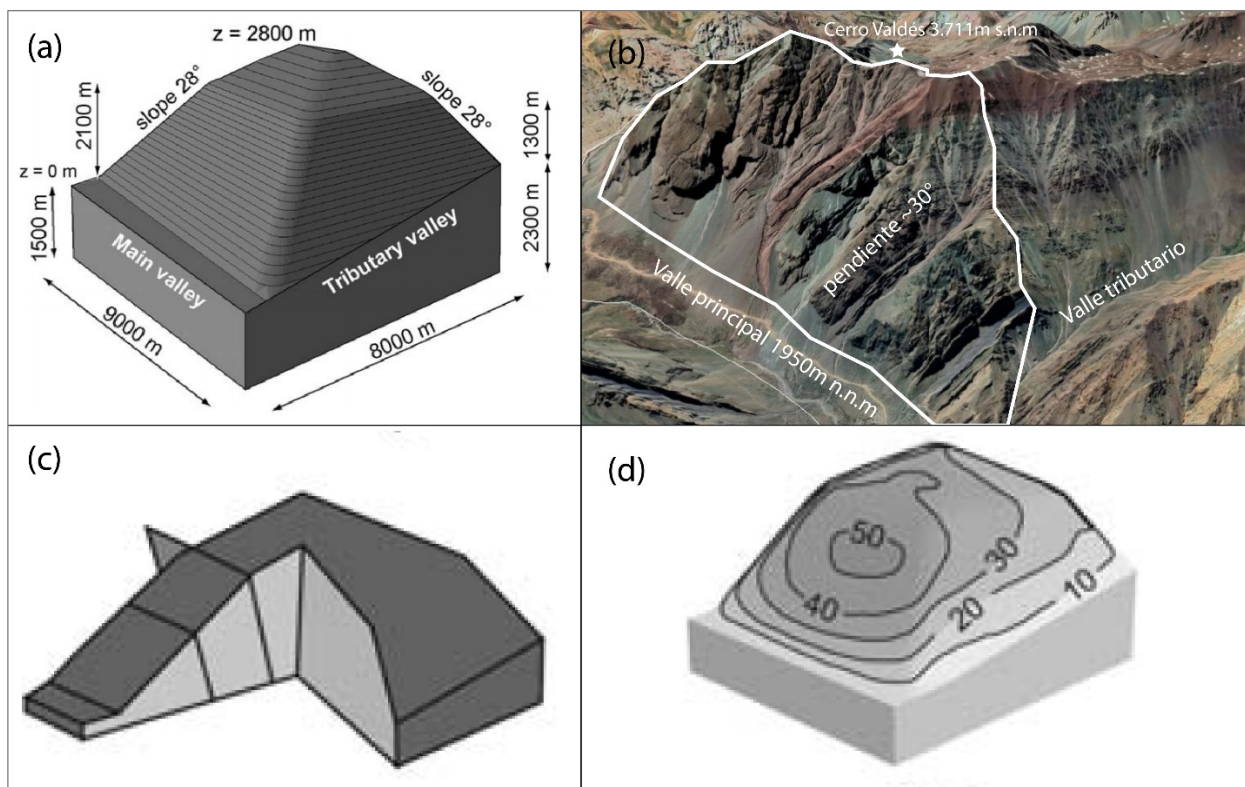 (a)
z = 2800 m
slope 28°
slope 28°
2100 m
1300 m
z = 0 m
1500 m
2300 m
Main valley
Tributary valley
9000 m
8000 m
(b)
Cerro Valdés 3.711m s.n.m
pendiente ~30°
Valle principal 1950m n.n.m
Valle tributario
(c)
(d)
50
40
30
20
10